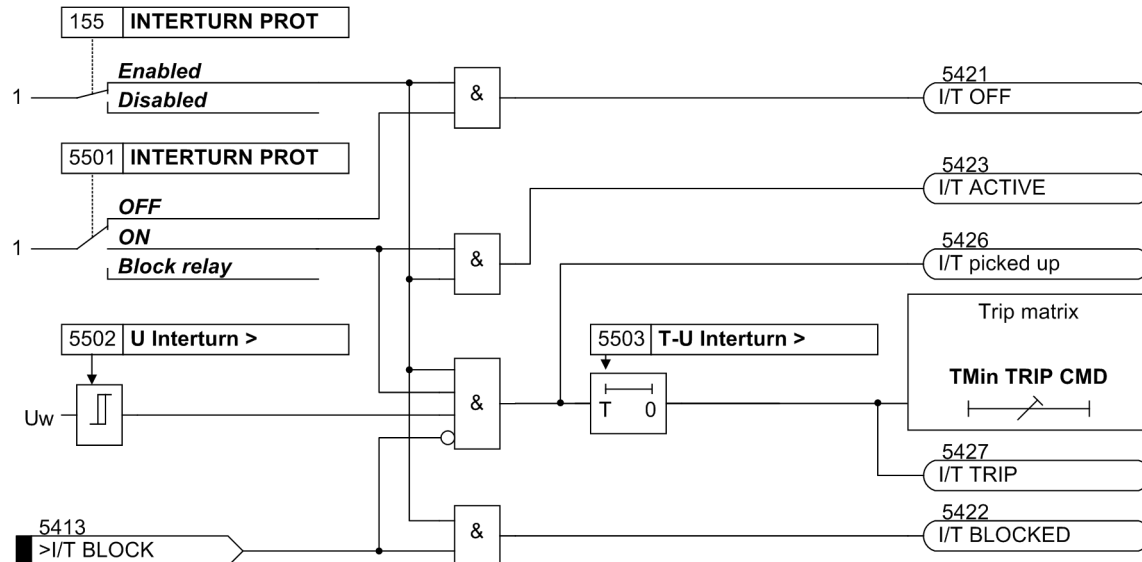 155 INTERTURN PROT
Enabled
1
Disabled
&
5421
I/T OFF
5501 INTERTURN PROT
OFF
1
ON
Block relay
&
5423
I/T ACTIVE
5426
I/T picked up
5502 U Interturn >
Uw
&
5503 T-U Interturn >
T 0
Trip matrix
TMin TRIP CMD
5427
I/T TRIP
5413
>I/T BLOCK
&
5422
I/T BLOCKED